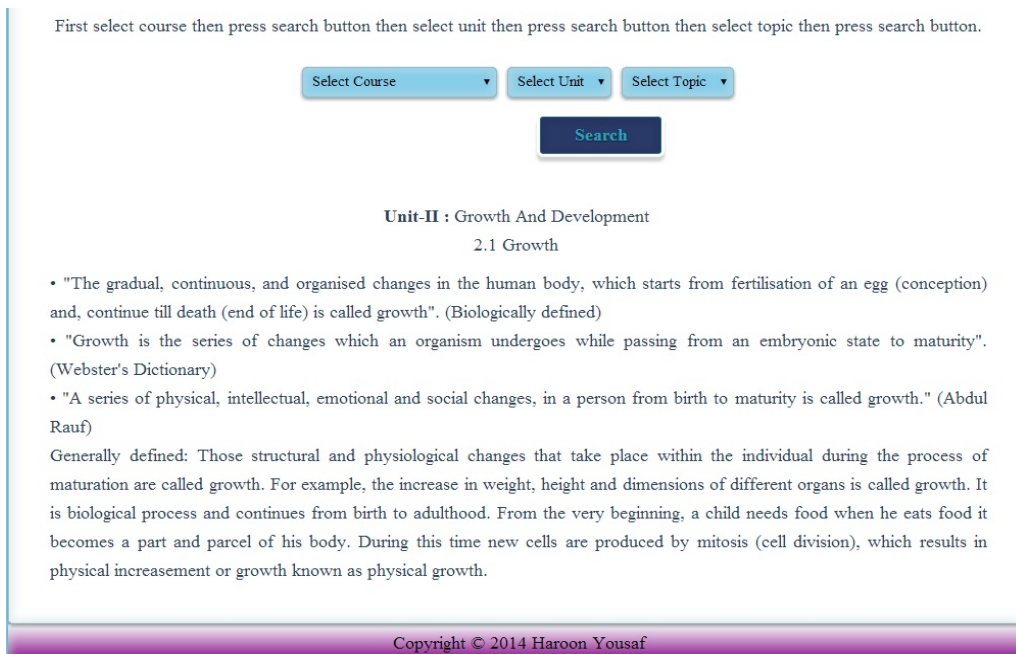 First select course then press search button then select unit then press search button then select topic then press search button.
Select Course
Select Unit
Select Topic
Search
Unit-II : Growth And Development
2.1 Growth
• "The gradual, continuous, and organised changes in the human body, which starts from fertilisation of an egg (conception)
and, continue till death (end of life) is called growth". (Biologically defined)
• "Growth is the series of changes which an organism undergoes while passing from an embryonic state to maturity".
(Webster's Dictionary)
• "A series of physical, intellectual, emotional and social changes, in a person from birth to maturity is called growth." (Abdul
Rauf)
Generally defined: Those structural and physiological changes that take place within the individual during the process of
maturation are called growth. For example, the increase in weight, height and dimensions of different organs is called growth. It
is biological process and continues from birth to adulthood. From the very beginning, a child needs food when he eats food it
becomes a part and parcel of his body. During this time new cells are produced by mitosis (cell division), which results in
physical increasement or growth known as physical growth.
Copyright © 2014 Haroon Yousaf